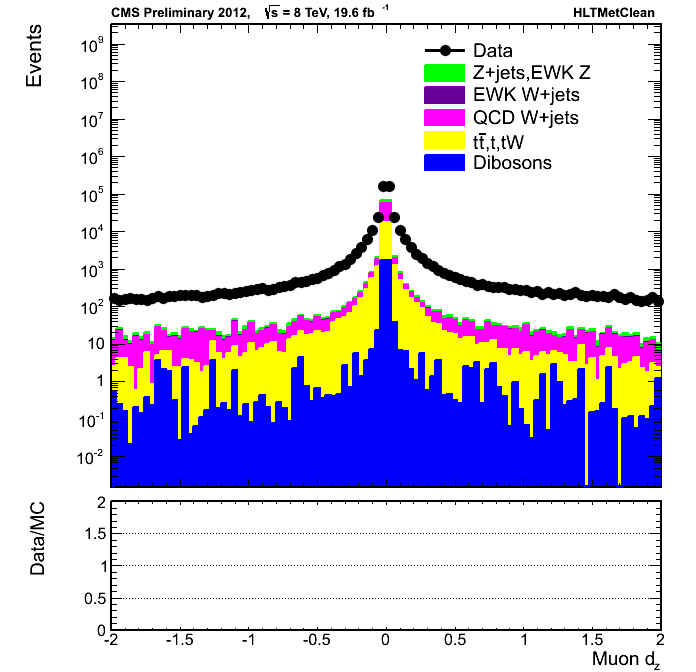 CMS Preliminary 2012, √s = 8 TeV, 19.6 fb⁻¹ HLTMetClean
Events
10⁹
10⁸
10⁷
10⁶
10⁵
10⁴
10³
10²
10
1
10⁻¹
10⁻²
Data
Z+jets,EWK Z
EWK W+jets
QCD W+jets
tt̄,t,tW
Dibosons
Data/MC
2
1.5
1
0.5
0
-2 -1.5 -1 -0.5 0 0.5 1 1.5 2
Muon d_z